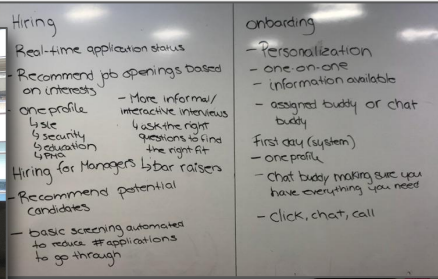 Hiring
Real-time application status
- Recommend job openings based
on interests
- one profile
↳ sle
↳ security
↳ education
↳ PMA
- More informal/
interactive interviews
↳ ask the right
questions to find
the right fit
↳ bar raisers
Hiring for Managers
- Recommend potential
candidates
- basic screening automated
to reduce # applications
to go through
onbarding
- Personalization
- one-on-one
- information available
- assigned buddy or chat
buddy
first day (system)
- one profile
- chat buddy making sure you
have everything you need
- click, chat, call